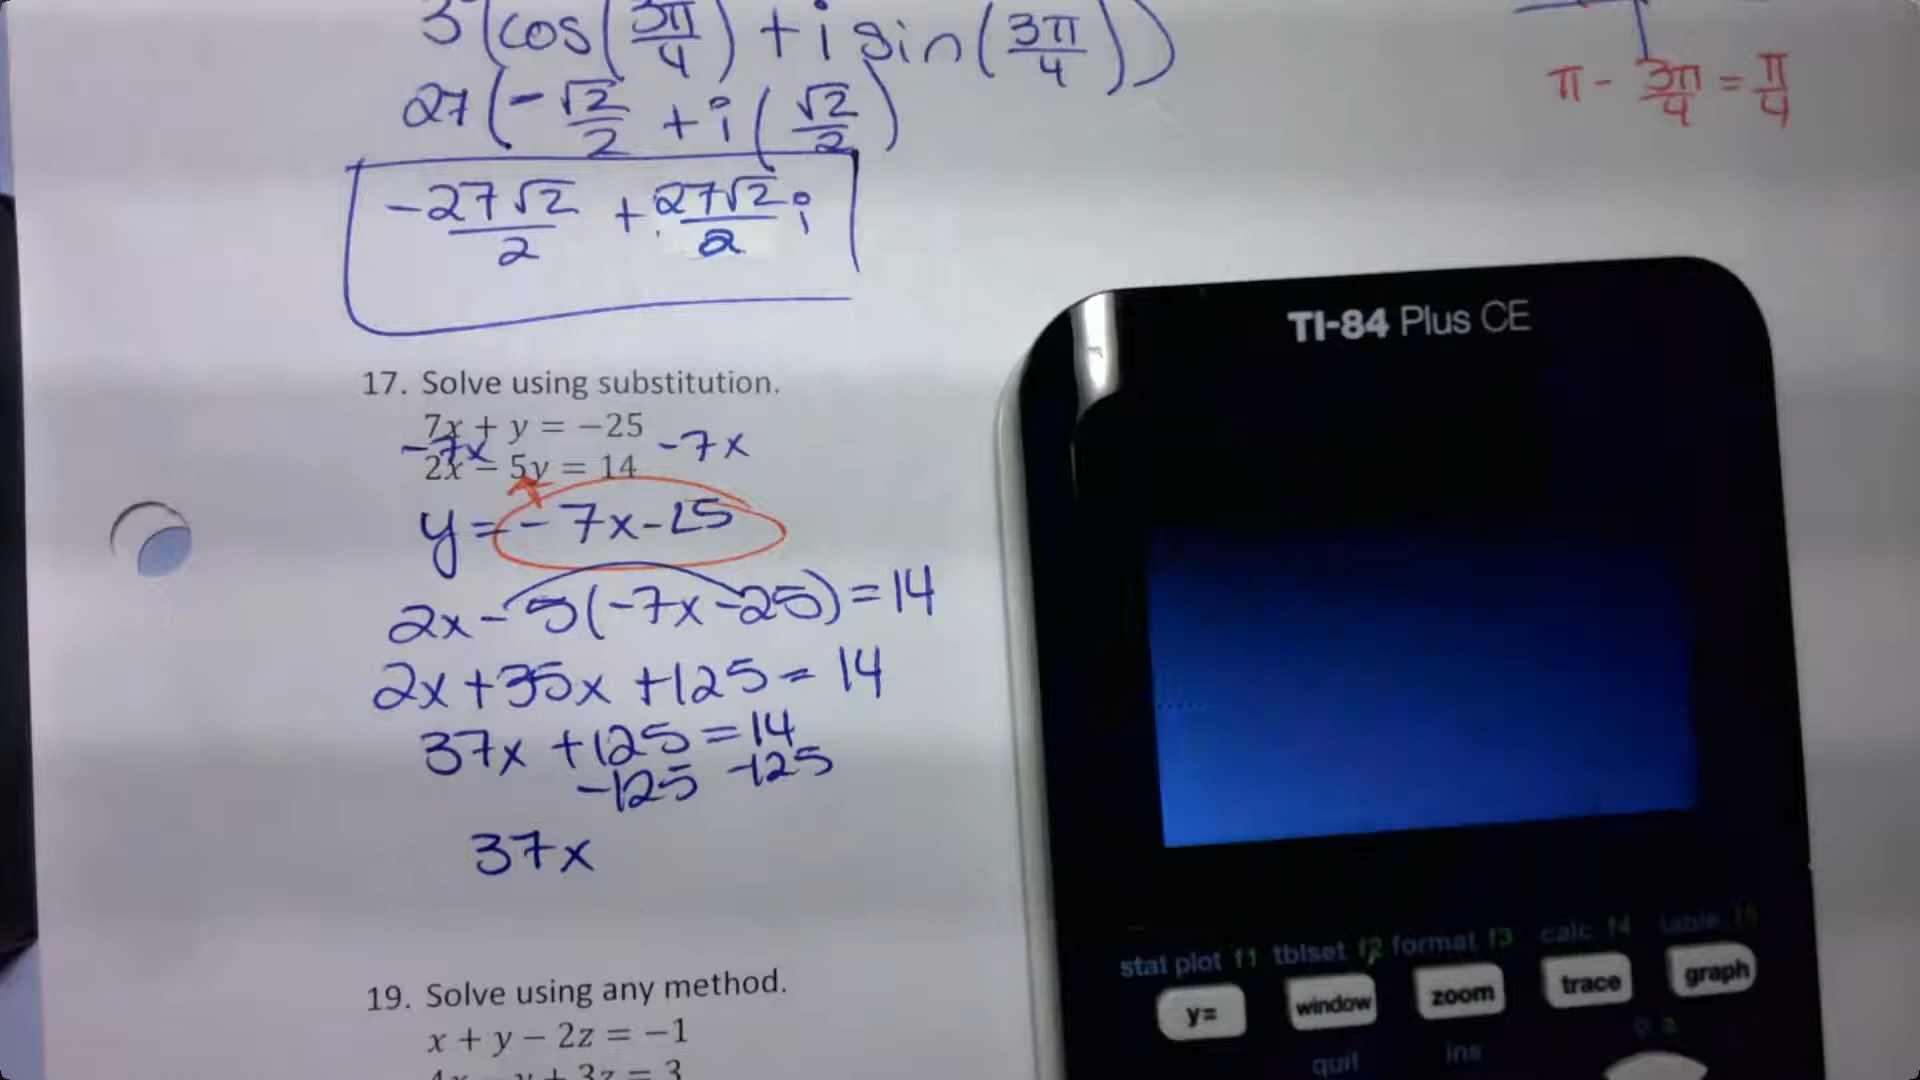 3(cos(3π/4) + i sin(3π/4))
27(-√2/2 + i(√2/2)
-27√2/2 + 27√2/2 i
π - 3π/4 = π/4
17. Solve using substitution.
7x + y = −25
-7x -7x
2x − 5y = 14
y = -7x-25
2x - 5(-7x-25) = 14
2x + 35x + 125 = 14
37x + 125 = 14
-125 -125
37x
19. Solve using any method.
x + y − 2z = −1
3z = 3
TI-84 Plus CE
stat plot f1 tblset f2 format f3 calc f4 table f5
y= window zoom trace graph
quit ins